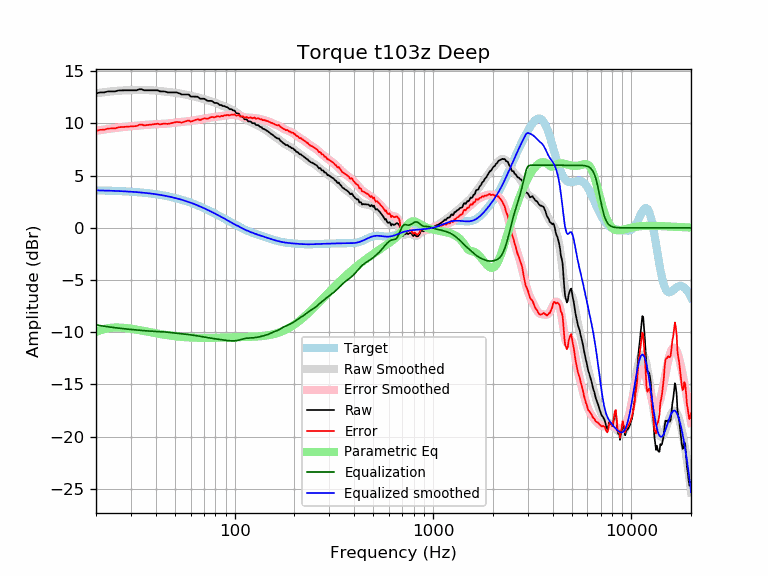 Torque t103z Deep
15
10
5
0
−5
−10
−15
−20
−25
Amplitude (dBr)
Target
Raw Smoothed
Error Smoothed
Raw
Error
Parametric Eq
Equalization
Equalized smoothed
100 1000 10000
Frequency (Hz)